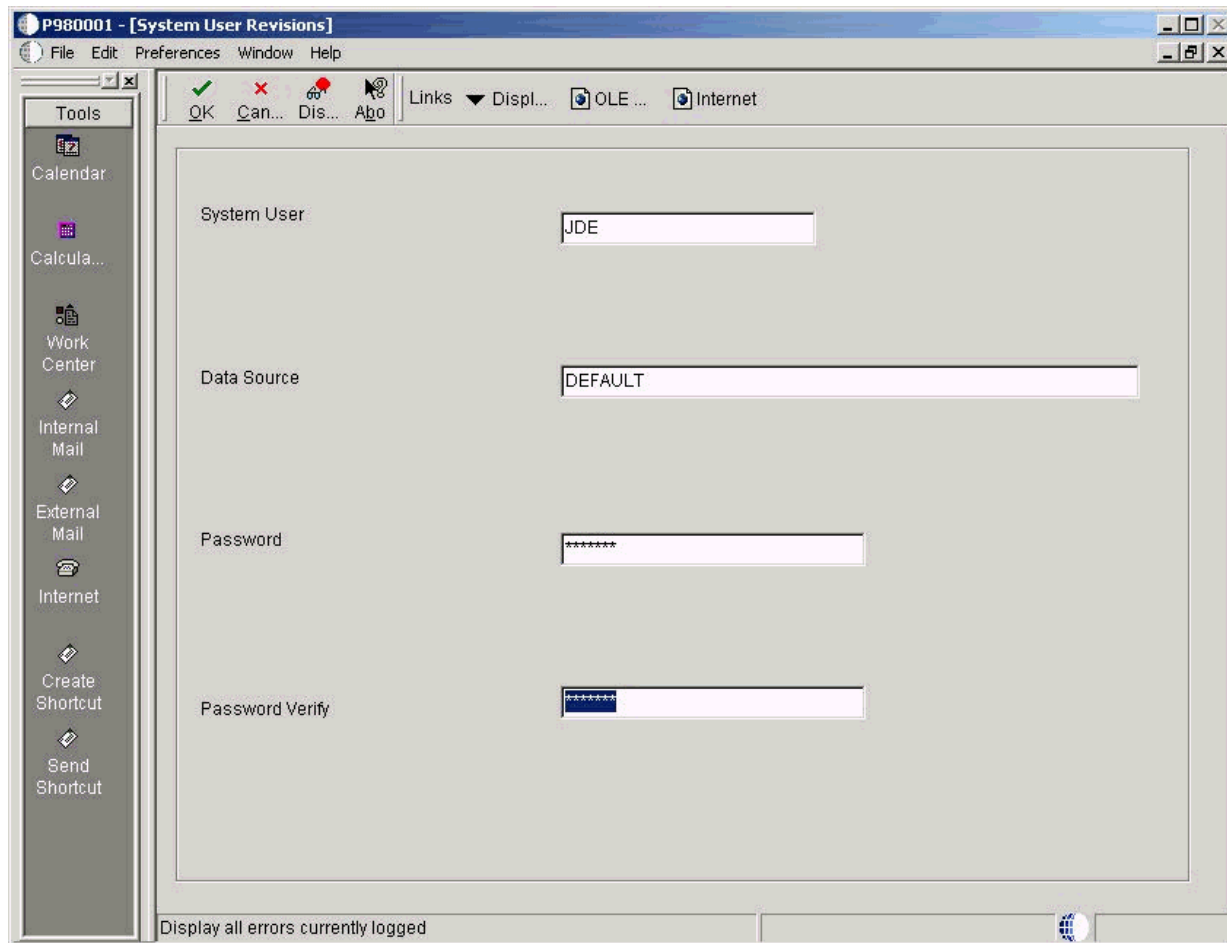 P980001 - [System User Revisions]
File Edit Preferences Window Help
Tools
Calendar
Calcula...
Work
Center
Internal
Mail
External
Mail
Internet
Create
Shortcut
Send
Shortcut
OK Can... Dis... Abo
Links Displ... OLE ... Internet
System User
JDE
Data Source
DEFAULT
Password
*******
Password Verify
*******
Display all errors currently logged